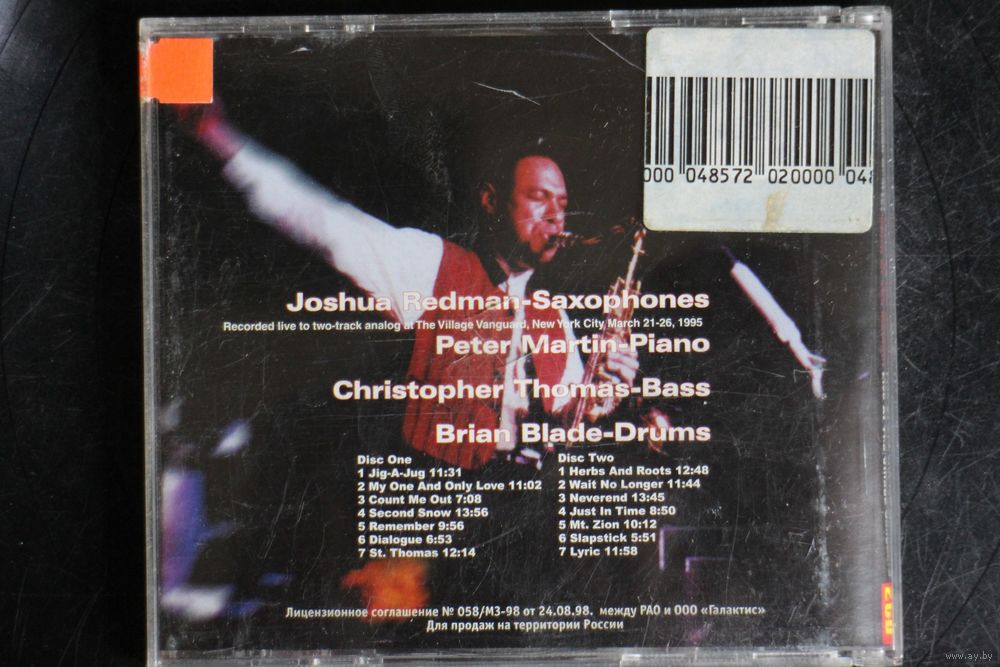 000 048572 020000 048
Joshua Redman-Saxophones
Recorded live to two-track analog at The Village Vanguard, New York City March 21-26, 1995
Peter Martin-Piano
Christopher Thomas-Bass
Brian Blade-Drums
Disc One
1 Jig-A-Jug 11:31
2 My One And Only Love 11:02
3 Count Me Out 7:08
4 Second Snow 13:56
5 Remember 9:56
6 Dialogue 6:53
7 St. Thomas 12:14
Disc Two
1 Herbs And Roots 12:48
2 Wait No Longer 11:44
3 Neverend 13:45
4 Just In Time 8:50
5 Mt. Zion 10:12
6 Slapstick 5:51
7 Lyric 11:58
Лицензионное соглашение № 058/МЗ-98 от 24.08.98. между РАО и ООО «Галактис»
Для продаж на территории России
www.ay.by